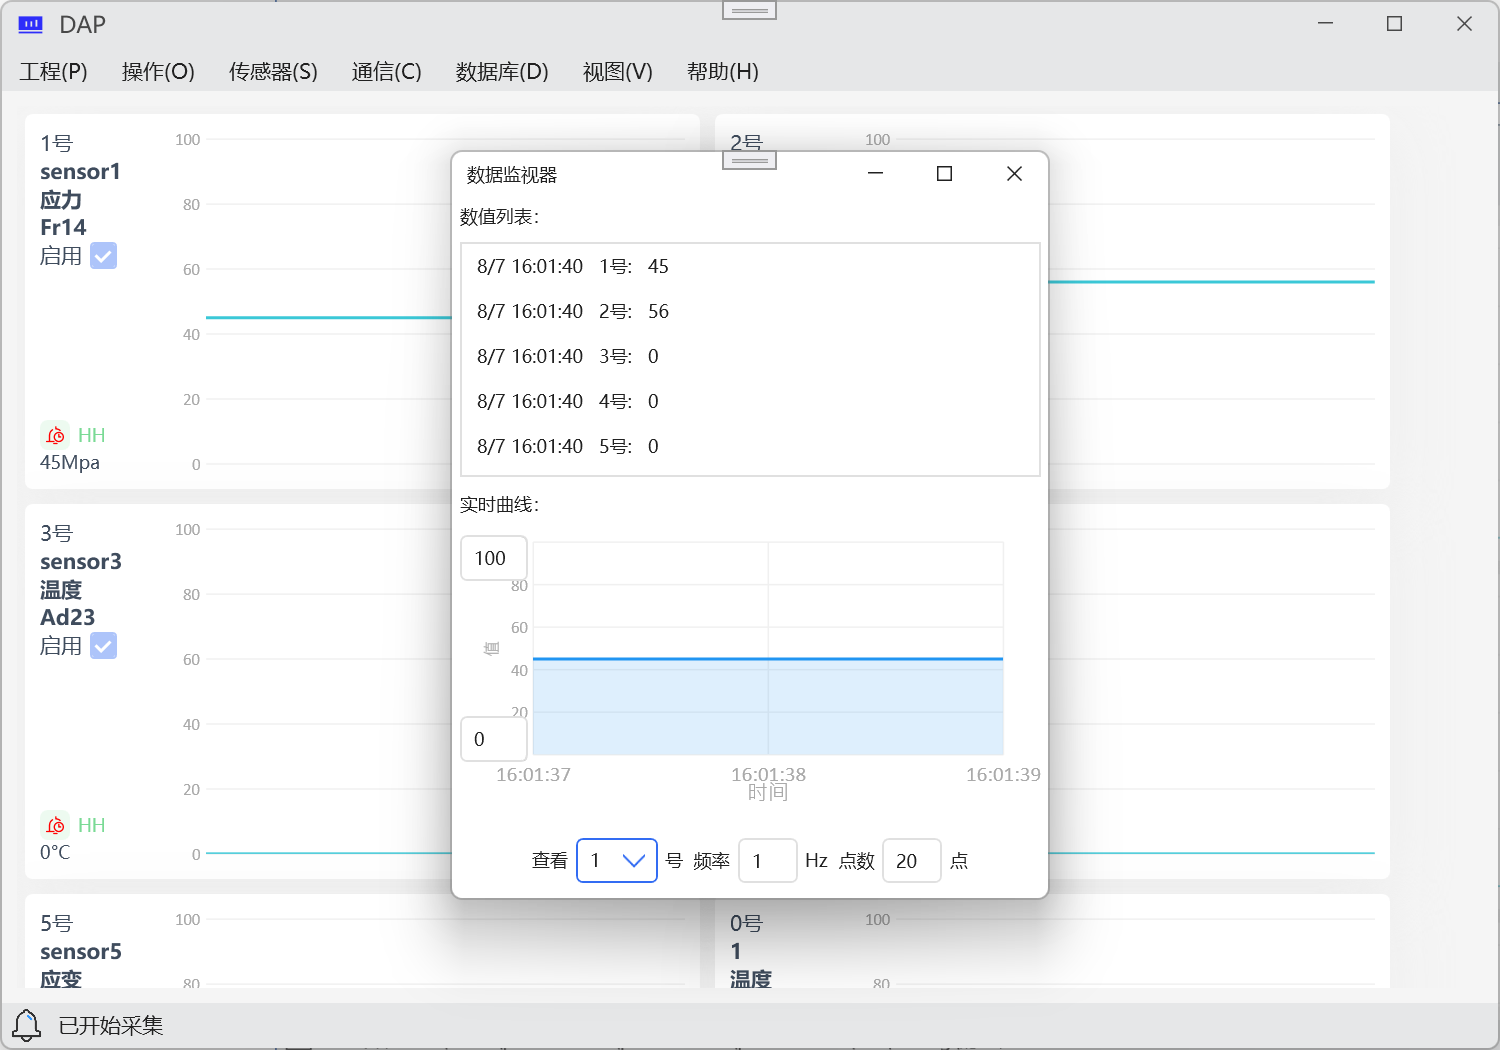 DAP
工程(P) 操作(O) 传感器(S) 通信(C) 数据库(D) 视图(V) 帮助(H)
1号
sensor1
应力
Fr14
启用
HH
45Mpa
100
80
60
40
20
0
2号
100
3号
sensor3
温度
Ad23
启用
HH
0°C
100
80
60
40
20
0
5号
sensor5
应变
100
80
0号
1
温度
100
80
数据监视器
数值列表:
8/7 16:01:40 1号: 45
8/7 16:01:40 2号: 56
8/7 16:01:40 3号: 0
8/7 16:01:40 4号: 0
8/7 16:01:40 5号: 0
实时曲线:
100
80
60
值
40
20
0
16:01:37 16:01:38 16:01:39
时间
查看 1 号 频率 1 Hz 点数 20 点
已开始采集